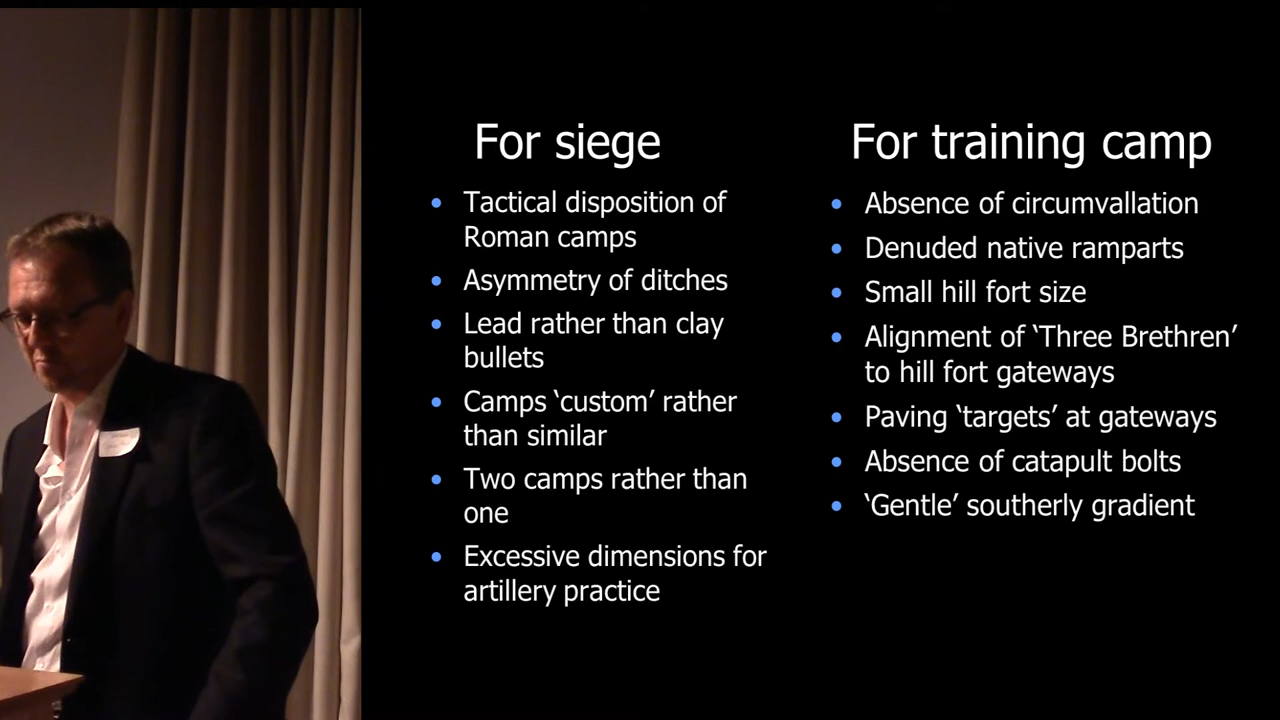 For siege
• Tactical disposition of
Roman camps
• Asymmetry of ditches
• Lead rather than clay
bullets
• Camps ‘custom’ rather
than similar
• Two camps rather than
one
• Excessive dimensions for
artillery practice
For training camp
• Absence of circumvallation
• Denuded native ramparts
• Small hill fort size
• Alignment of ‘Three Brethren’
to hill fort gateways
• Paving ‘targets’ at gateways
• Absence of catapult bolts
• ‘Gentle’ southerly gradient